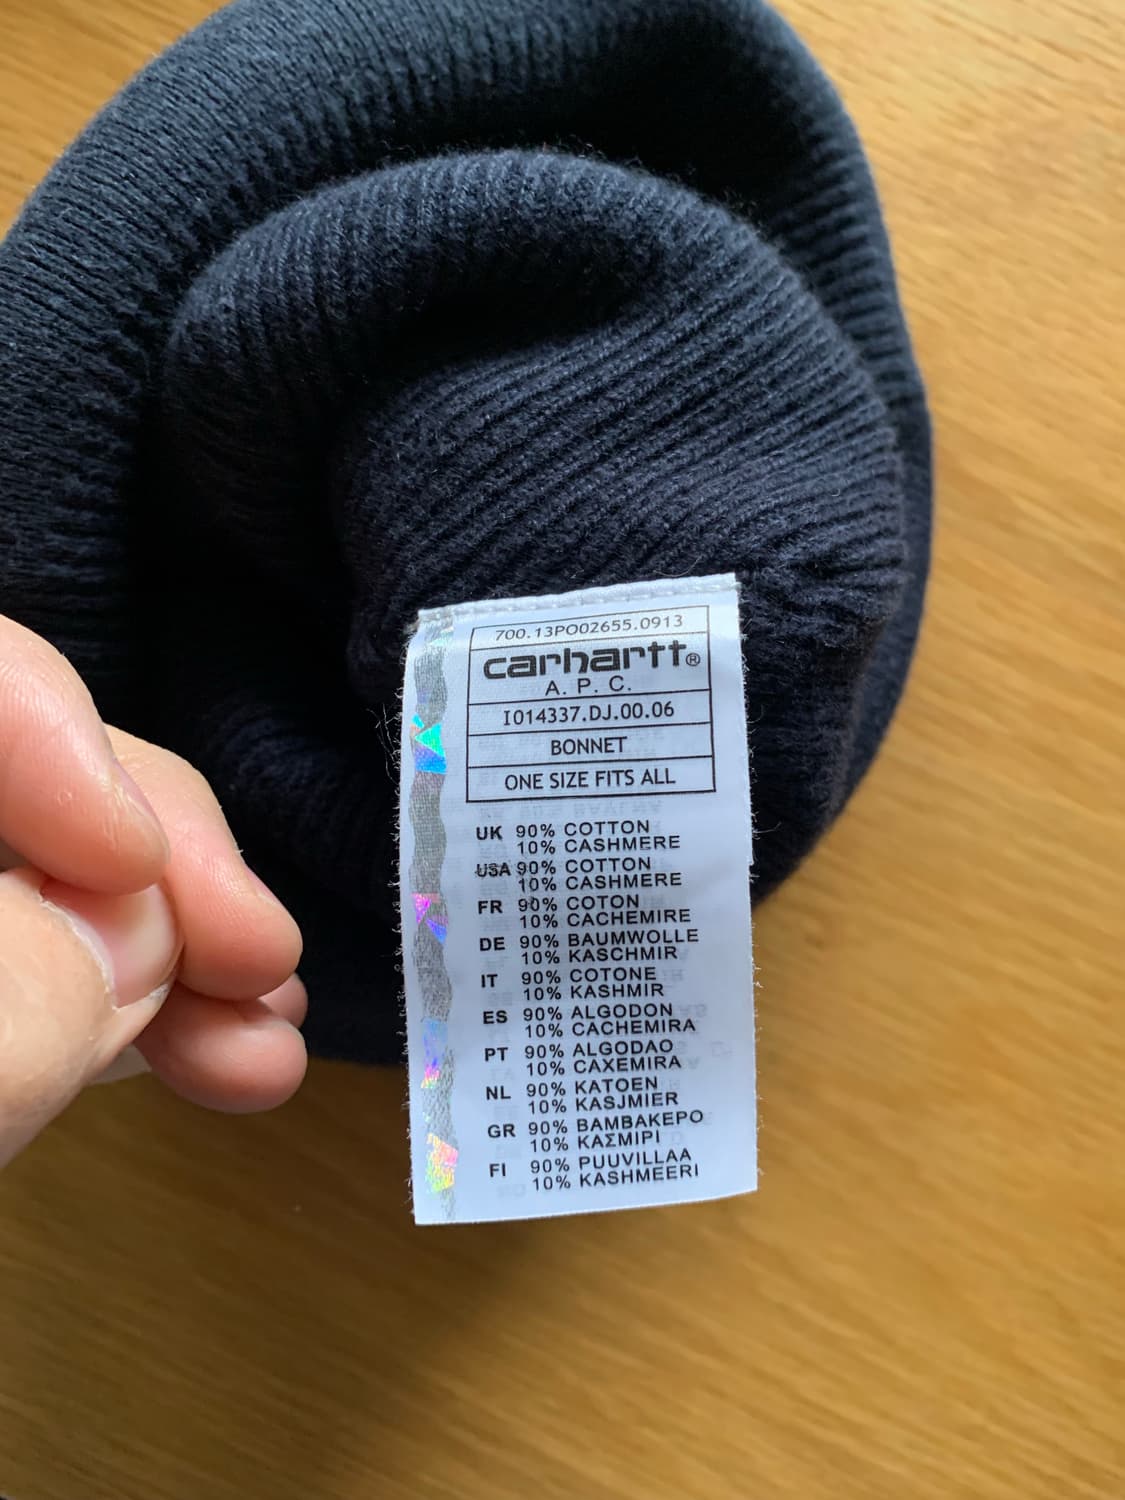 700.13PO02655.0913
carhartt®
A. P. C.
I014337.DJ.00.06
BONNET
ONE SIZE FITS ALL
UK 90% COTTON
10% CASHMERE
USA 90% COTTON
10% CASHMERE
FR 90% COTON
10% CACHEMIRE
DE 90% BAUMWOLLE
10% KASCHMIR
IT 90% COTONE
10% KASHMIR
ES 90% ALGODON
10% CACHEMIRA
PT 90% ALGODAO
10% CAXEMIRA
NL 90% KATOEN
10% KASJMIER
GR 90% BAMBAKEPO
10% ΚΑΣΜΙΡΙ
FI 90% PUUVILLAA
10% KASHMEERI